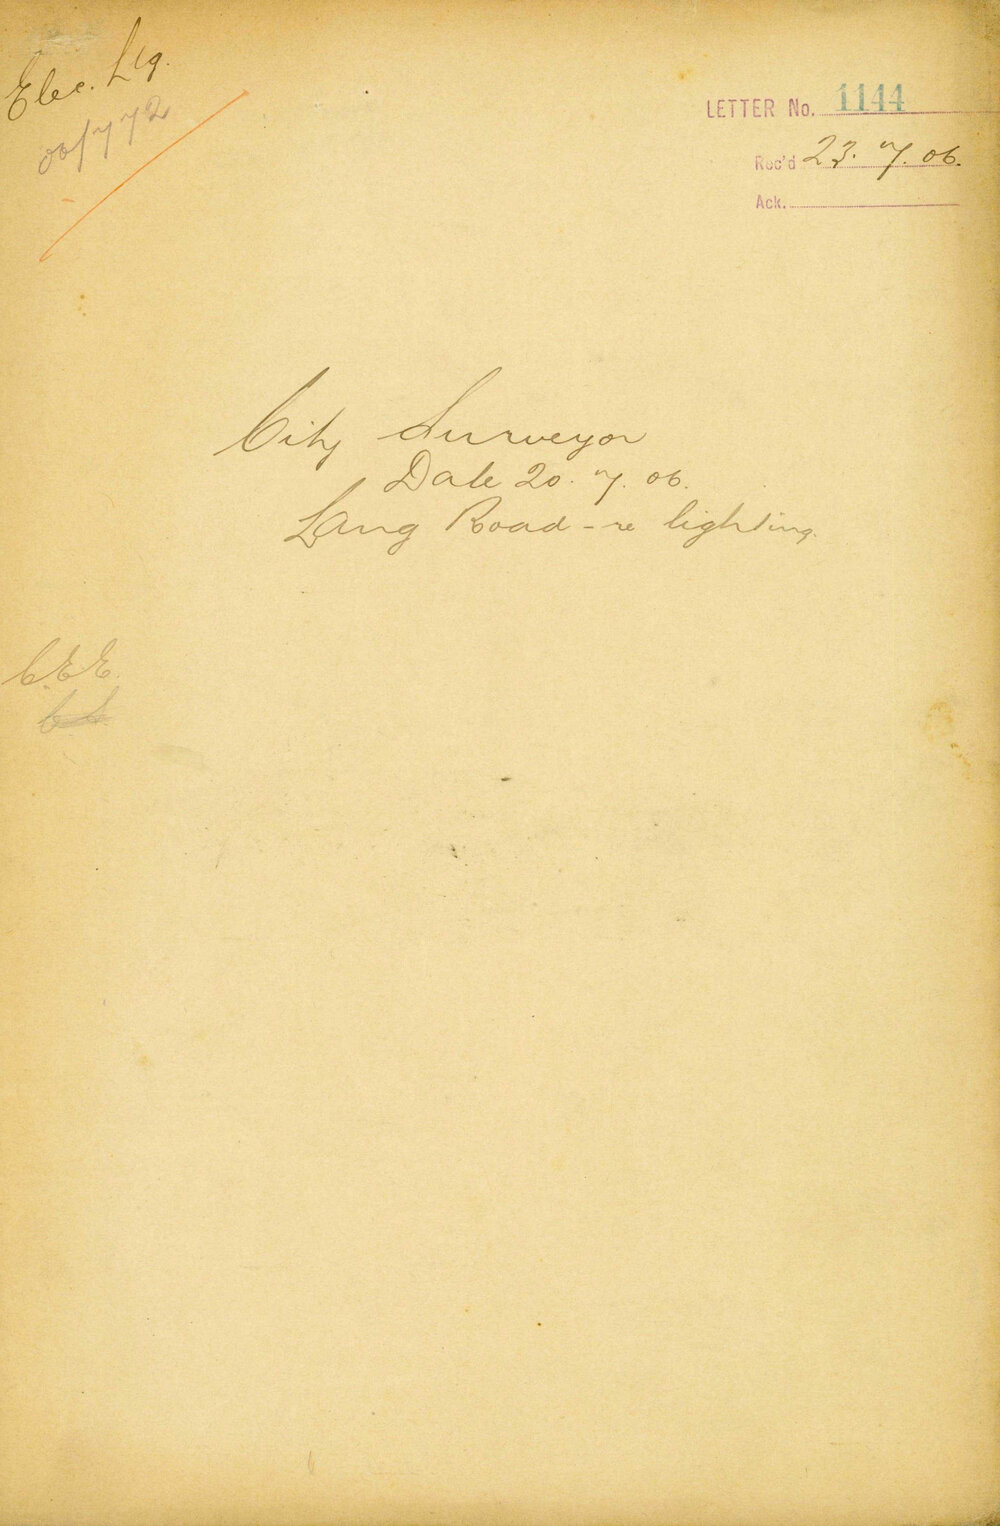 Elec. Ltg.
06/772
LETTER No. 1144
Rec'd 23. 7. 06.
Ack.
City Surveyor
Date 20. 7. 06.
Lang Road - re lighting.
C.E.E.
C.S.